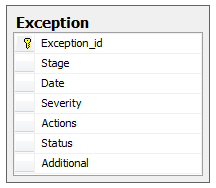 Exception
Exception_id
Stage
Date
Severity
Actions
Status
Additional